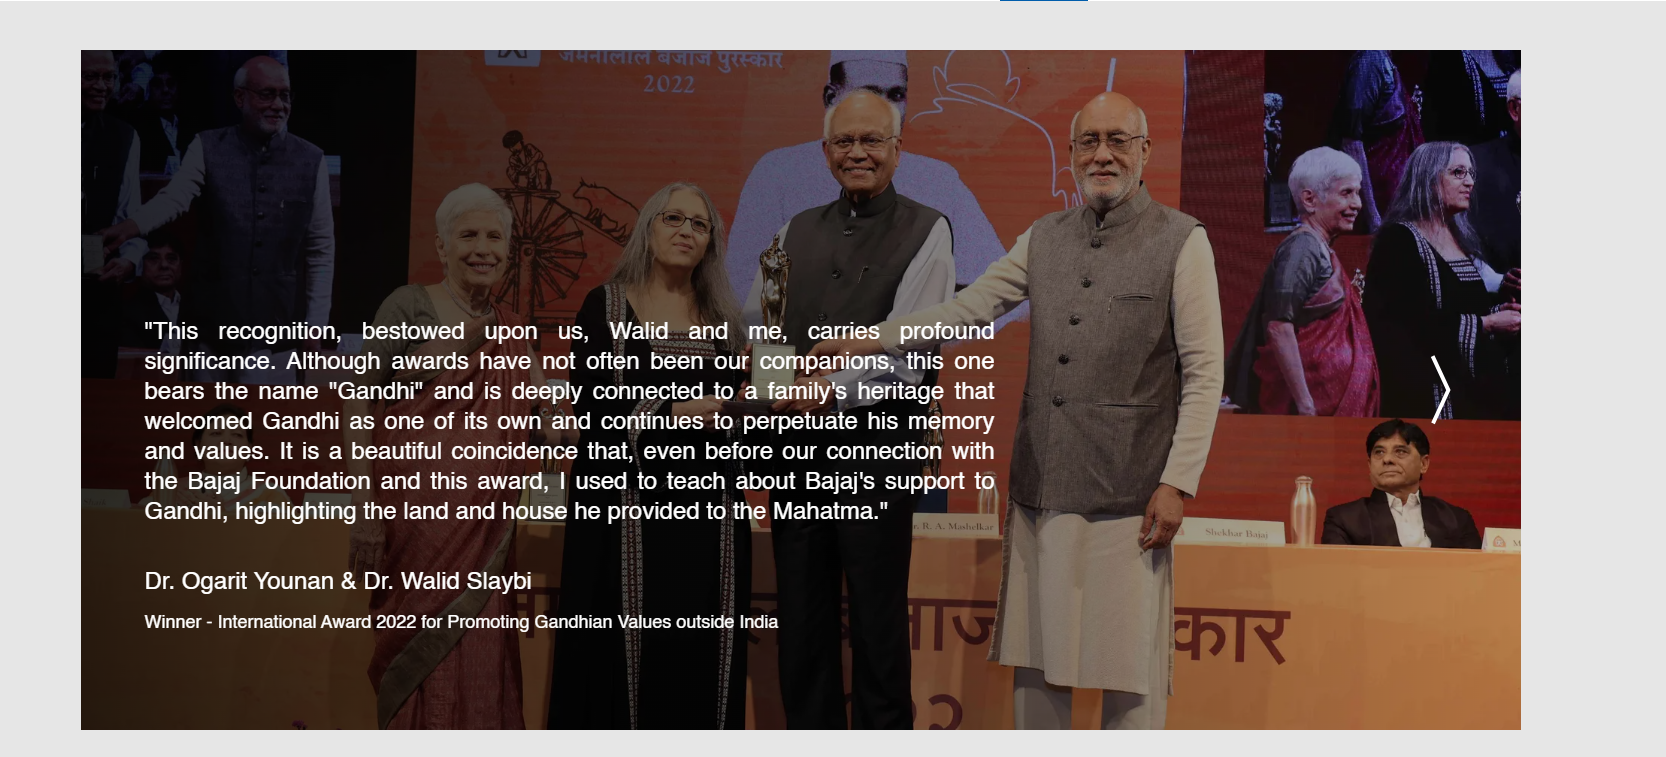 जमनालाल बजाज पुरस्कार
2022
"This recognition, bestowed upon us, Walid and me, carries profound
significance. Although awards have not often been our companions, this one
bears the name "Gandhi" and is deeply connected to a family's heritage that
welcomed Gandhi as one of its own and continues to perpetuate his memory
and values. It is a beautiful coincidence that, even before our connection with
the Bajaj Foundation and this award, I used to teach about Bajaj's support to
Gandhi, highlighting the land and house he provided to the Mahatma."
R. A. Mashelkar
Shekhar Bajaj
Dr. Ogarit Younan & Dr. Walid Slaybi
Winner - International Award 2022 for Promoting Gandhian Values outside India